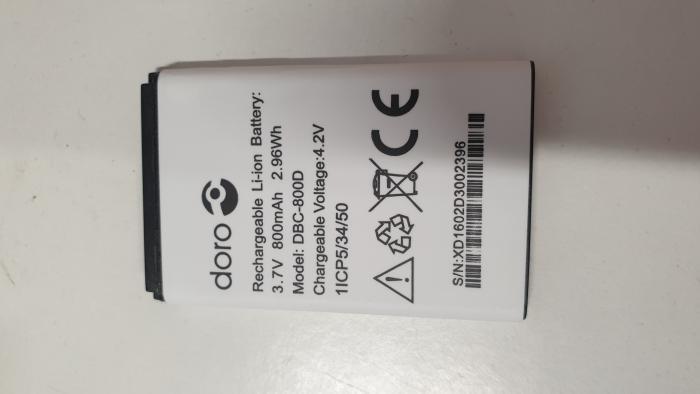 doro
Rechargeable Li-ion Battery:
3.7V 800mAh 2.96Wh
Model: DBC-800D
Chargeable Voltage:4.2V
1ICP5/34/50
CE
S/N:XD1602D3002396